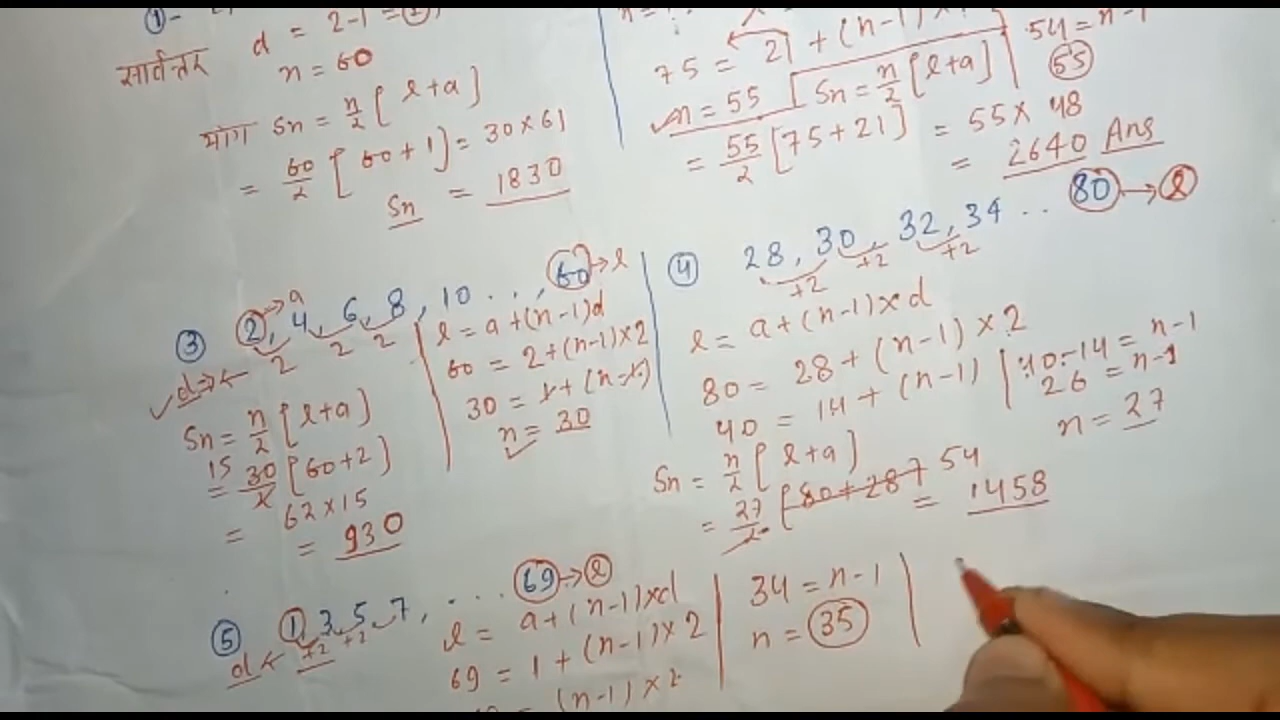 ①-
सार्वअंतर d = 2-1 = ①
n = 60
योग Sn = n/2 [ l+a ]
= 60/2 [ 60+1 ] = 30×61
Sn = 1830
75 = 21 + (n-1)
54 = n-1
55
n = 55
Sn = n/2 [ l+a ]
= 55/2 [75+21] = 55×48
= 2640 Ans
③ 2, 4, 6, 8, 10 . . . , 60 → l
→ a
2 2 2
d → ←
l = a+(n-1)d
60 = 2+(n-1)×2
30 = 1+(n-1)
n = 30
Sn = n/2 [ l+a ]
= 15 30/2 [60+2]
= 62×15
= 930
④ 28, 30, 32, 34 .. 80 → l
+2 +2 +2
l = a+(n-1)×d
80 = 28+(n-1)×2
40 = 14+(n-1)
40-14 = n-1
26 = n-1
n = 27
Sn = n/2 [ l+a ]
= 27/2 [80+28] 54 = 1458
⑤ 1, 3, 5, 7, . . . . 69 → l
d ← +2 +2
l = a+(n-1)×d
69 = 1+(n-1)×2
(n-1)×2
34 = n-1
n = 35